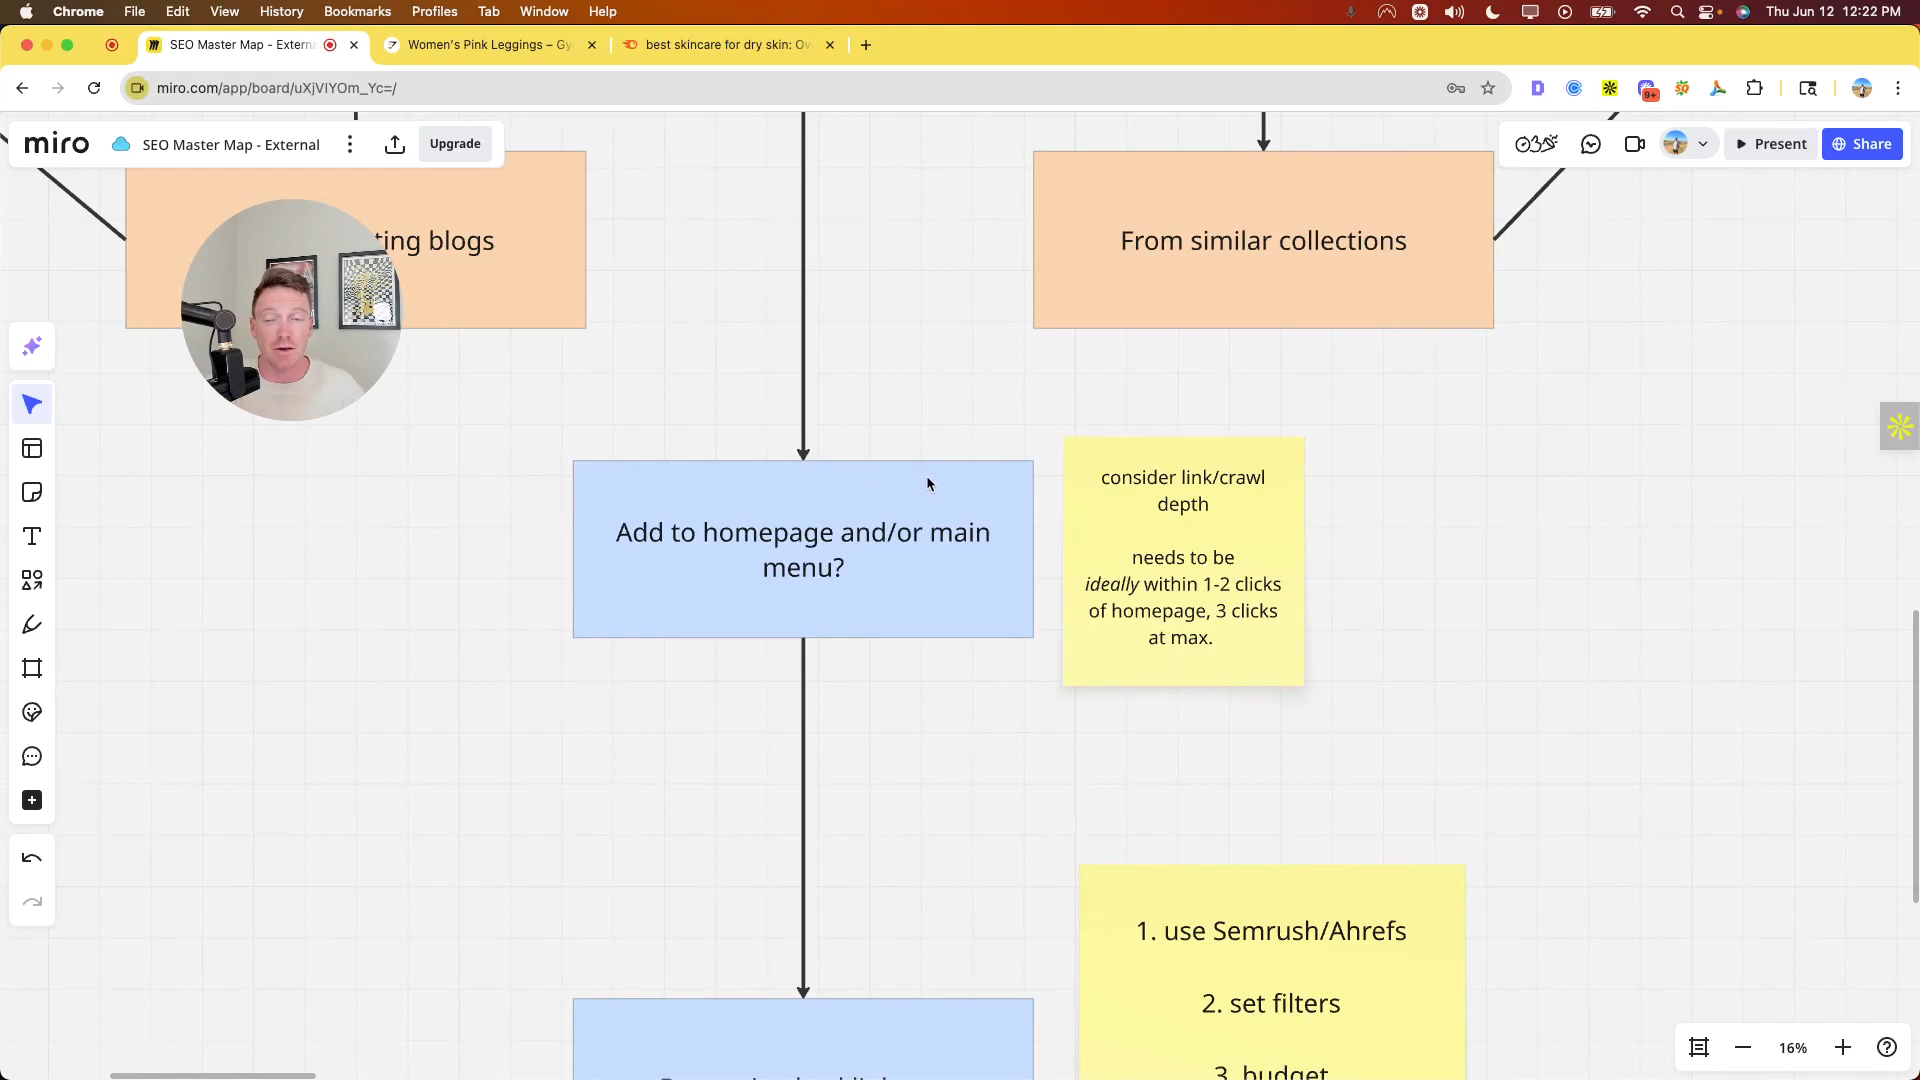 Chrome File Edit View History Bookmarks Profiles Tab Window Help
Thu Jun 12 12:22 PM
SEO Master Map - Extern
Women's Pink Leggings – Gy
best skincare for dry skin: Ov
miro.com/app/board/uXjVIYOm_Yc=/
9+
miro
SEO Master Map - External
Upgrade
Present
Share
ting blogs
From similar collections
Add to homepage and/or main
menu?
consider link/crawl
depth
needs to be
ideally within 1-2 clicks
of homepage, 3 clicks
at max.
1. use Semrush/Ahrefs
2. set filters
3. budget
16%